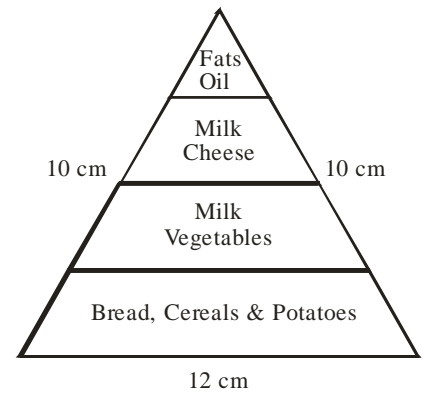 Fats
Oil
Milk
Cheese
10 cm
10 cm
Milk
Vegetables
Bread, Cereals & Potatoes
12 cm